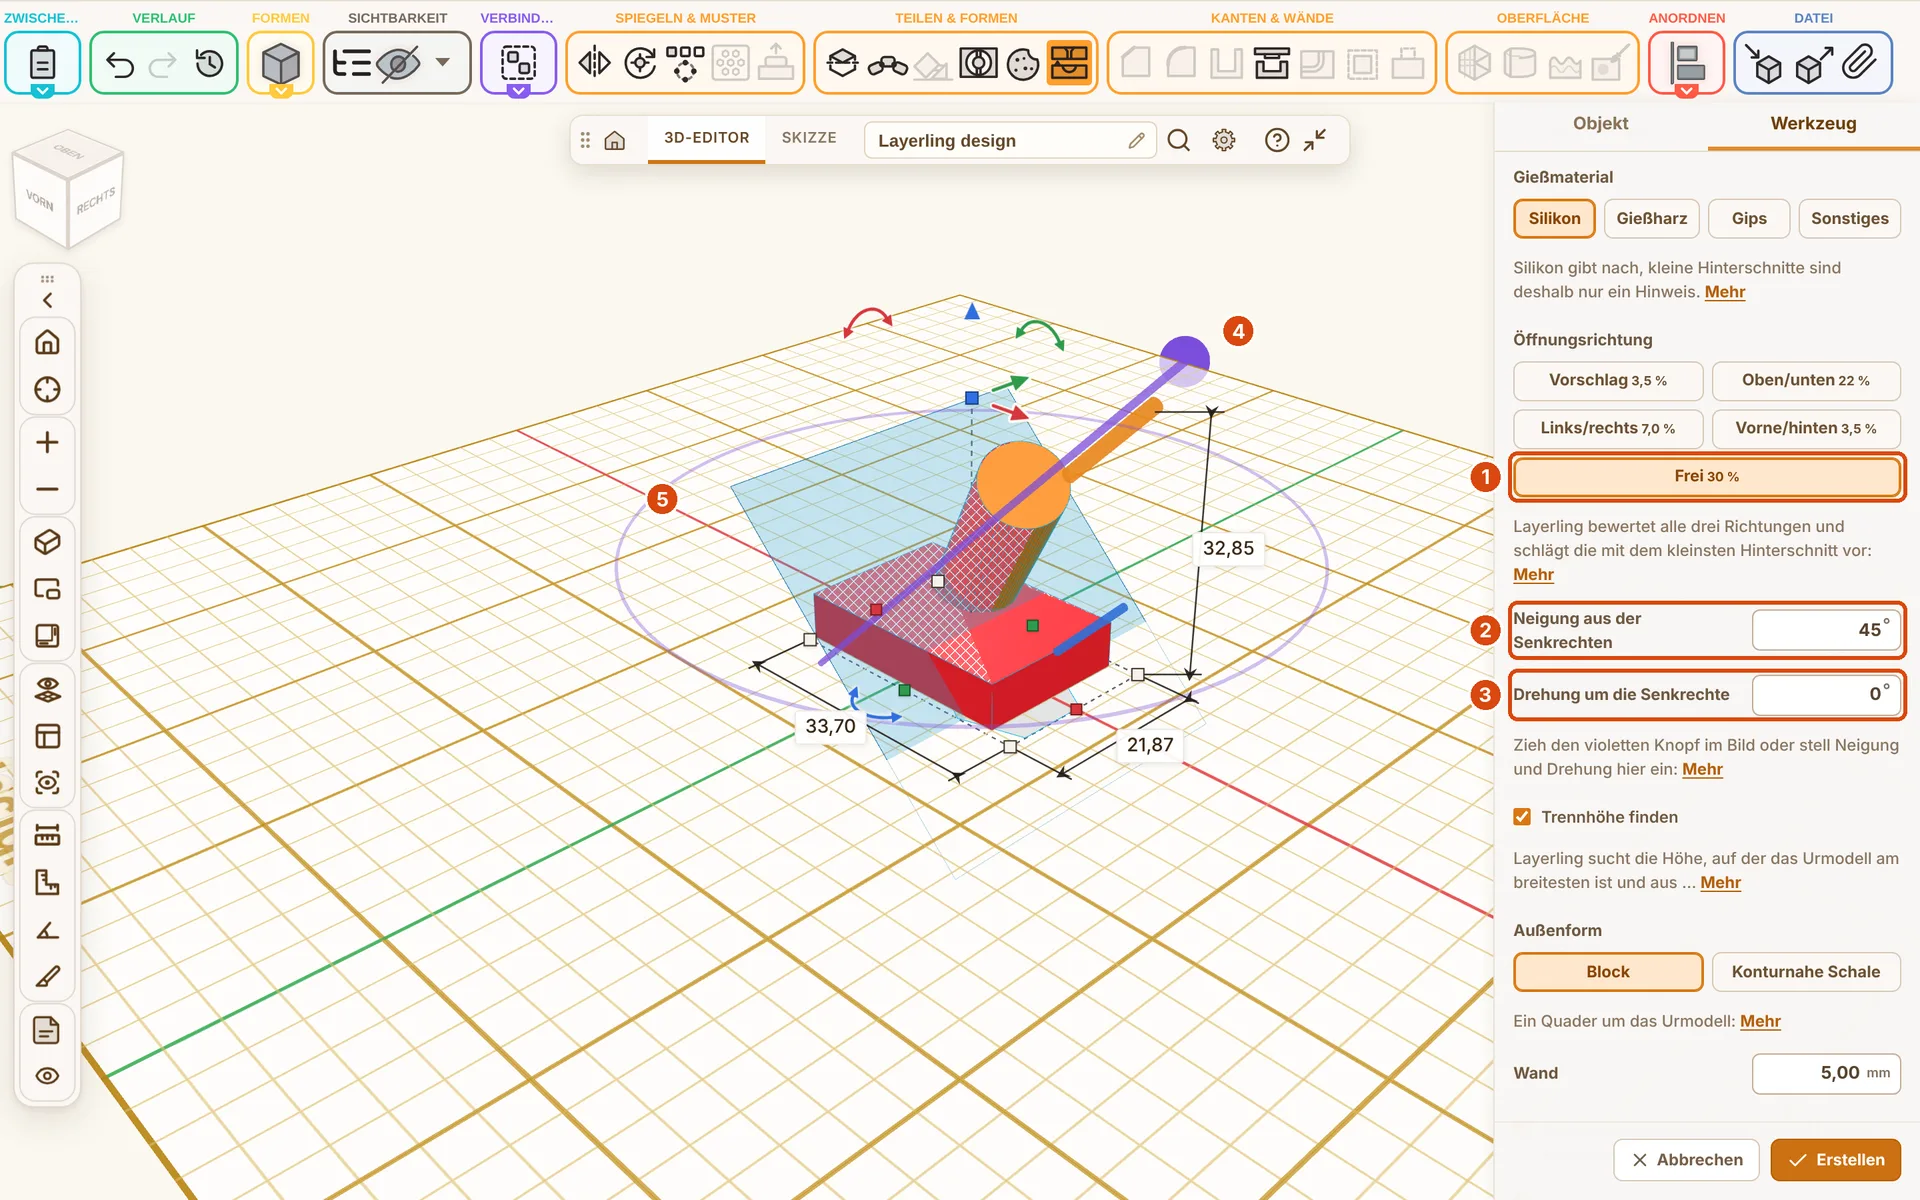 ZWISCHE...
VERLAUF
FORMEN
SICHTBARKEIT
VERBIND...
SPIEGELN & MUSTER
TEILEN & FORMEN
KANTEN & WÄNDE
OBERFLÄCHE
ANORDNEN
DATEI
3D-EDITOR
SKIZZE
Layerling design
OBEN
VORN
RECHTS
4
5
32,85
33,70
21,87
Objekt
Werkzeug
Gießmaterial
Silikon
Gießharz
Gips
Sonstiges
Silikon gibt nach, kleine Hinterschnitte sind
deshalb nur ein Hinweis. Mehr
Öffnungsrichtung
Vorschlag 3,5 %
Oben/unten 22 %
Links/rechts 7,0 %
Vorne/hinten 3,5 %
1
Frei 30 %
Layerling bewertet alle drei Richtungen und
schlägt die mit dem kleinsten Hinterschnitt vor:
Mehr
2
Neigung aus der
Senkrechten
45°
3
Drehung um die Senkrechte
0°
Zieh den violetten Knopf im Bild oder stell Neigung
und Drehung hier ein: Mehr
Trennhöhe finden
Layerling sucht die Höhe, auf der das Urmodell am
breitesten ist und aus ... Mehr
Außenform
Block
Konturnahe Schale
Ein Quader um das Urmodell: Mehr
Wand
5,00 mm
Abbrechen
Erstellen